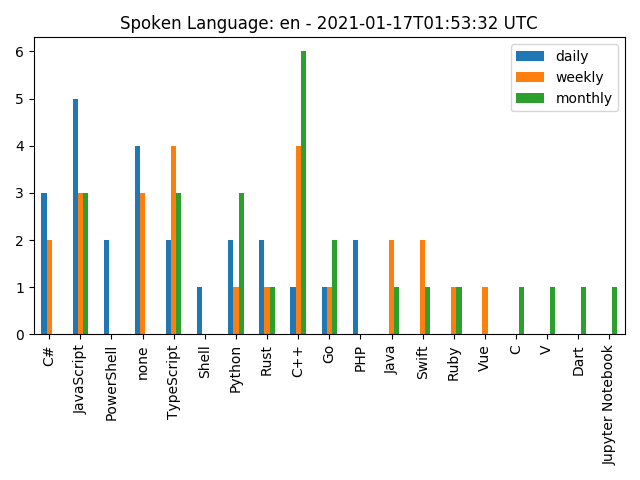 Spoken Language: en - 2021-01-17T01:53:32 UTC
daily
weekly
monthly
6
5
4
3
2
1
0
C#
JavaScript
PowerShell
none
TypeScript
Shell
Python
Rust
C++
Go
PHP
Java
Swift
Ruby
Vue
C
V
Dart
Jupyter Notebook